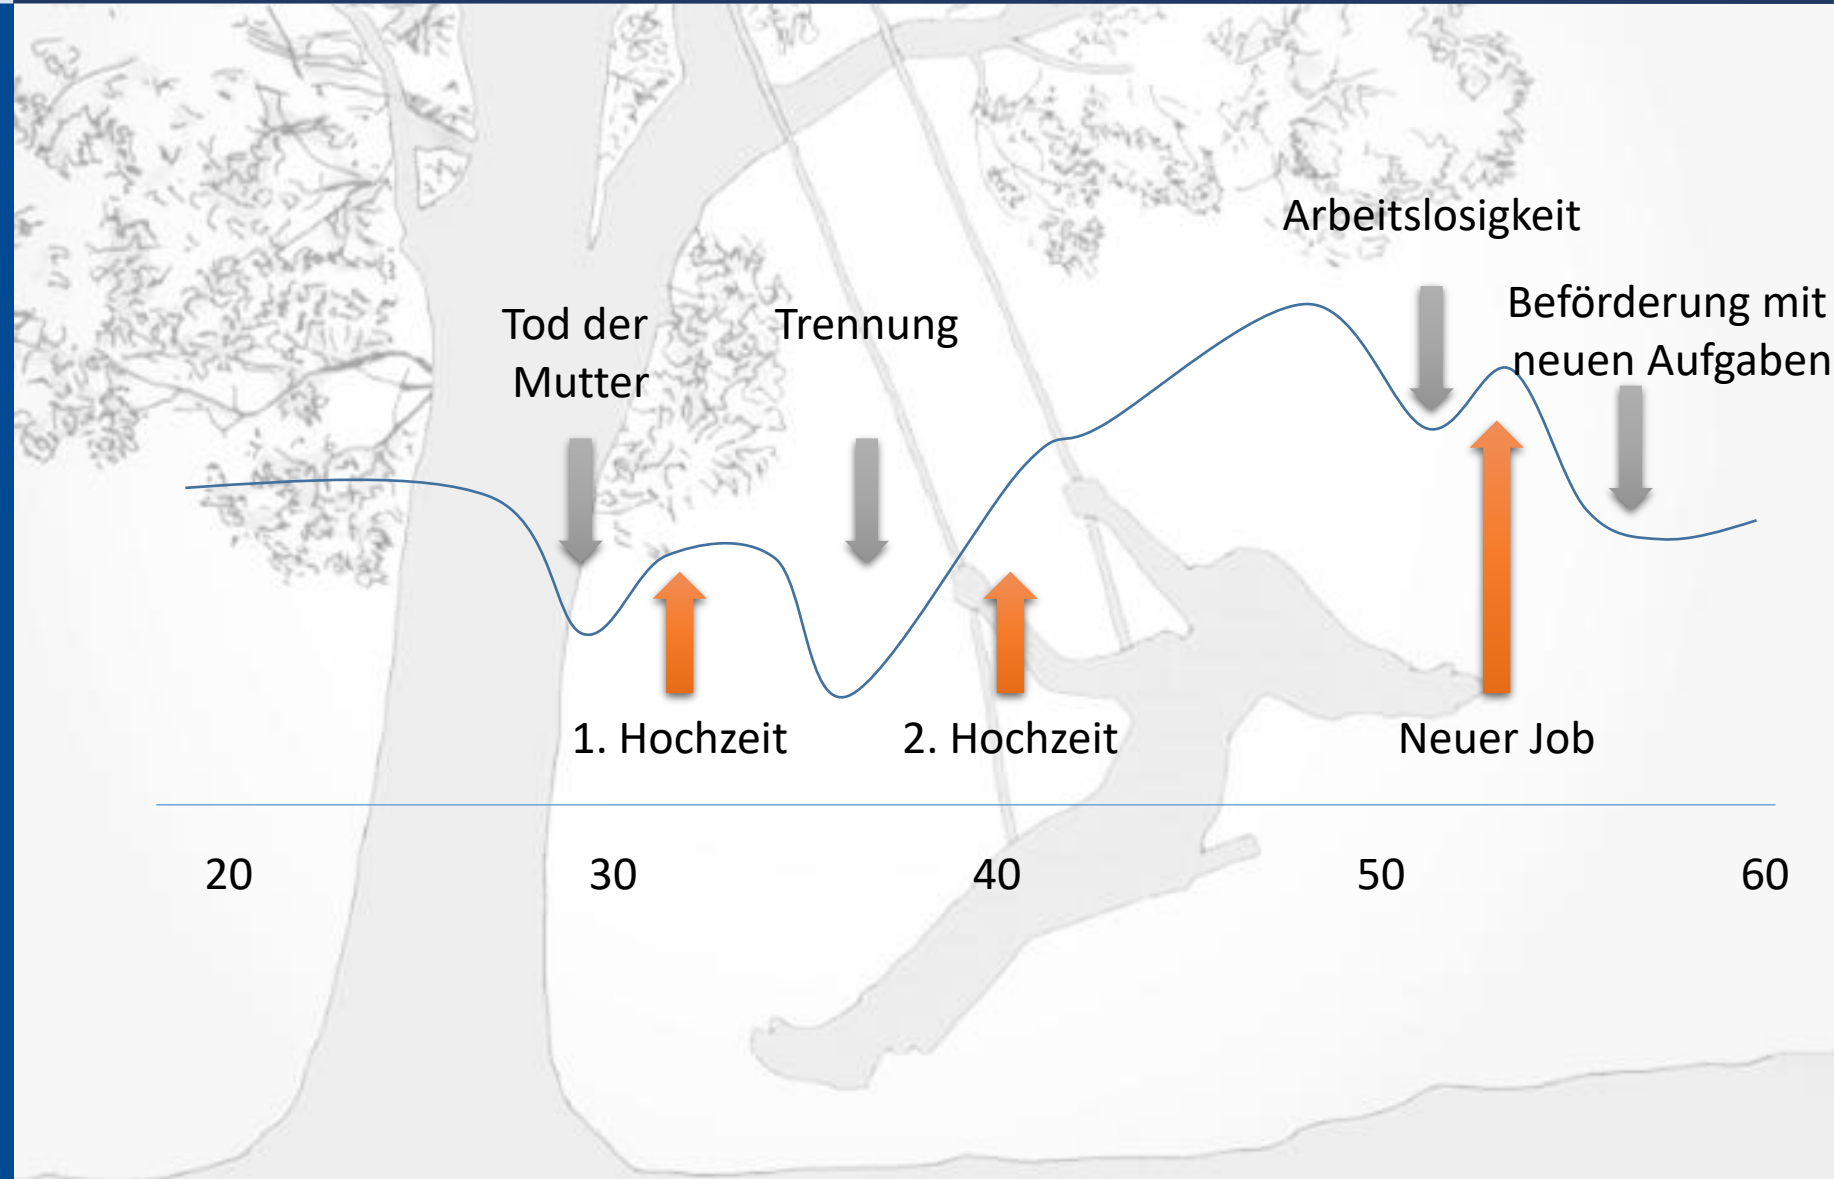 Arbeitslosigkeit
Beförderung mit
neuen Aufgaben
Tod der
Mutter
Trennung
1. Hochzeit
2. Hochzeit
Neuer Job
20
30
40
50
60